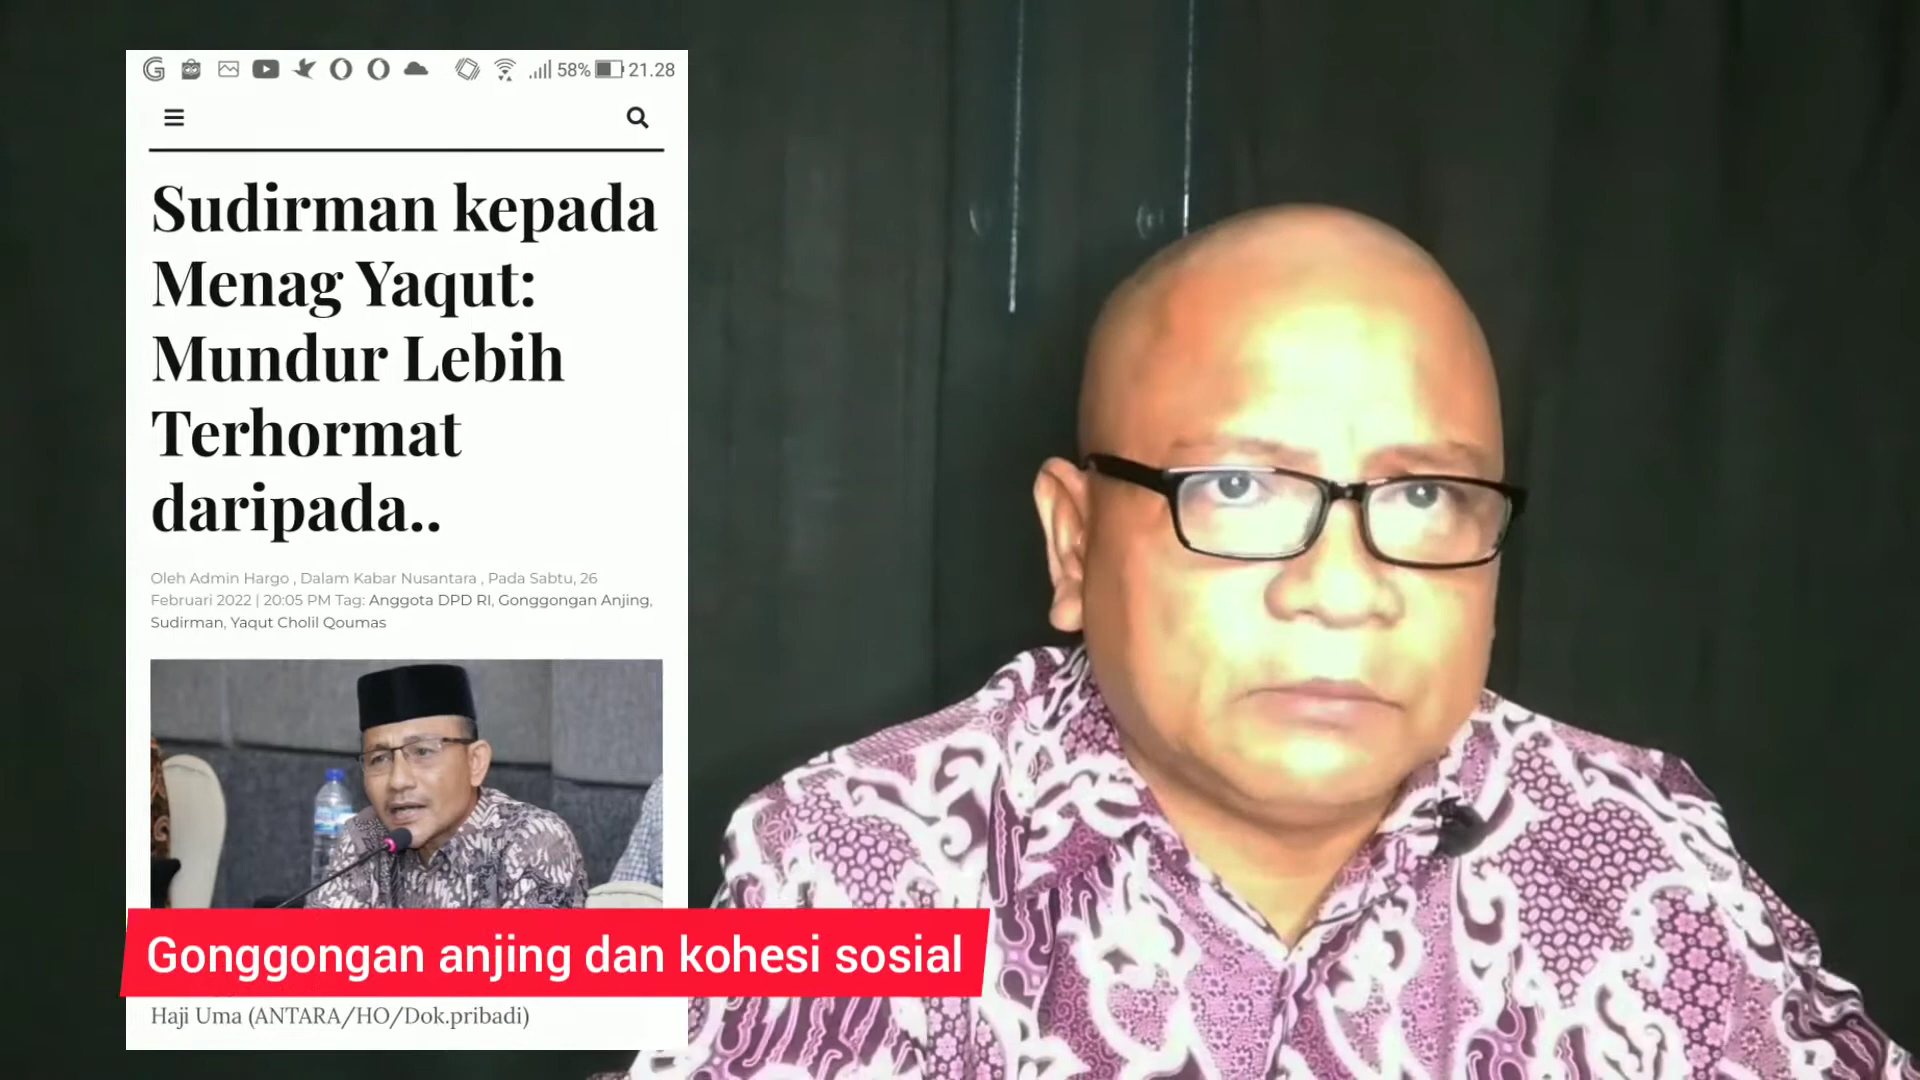 58% 21.28
Sudirman kepada
Menag Yaqut:
Mundur Lebih
Terhormat
daripada..
Oleh Admin Hargo , Dalam Kabar Nusantara , Pada Sabtu, 26
Februari 2022 | 20:05 PM Tag: Anggota DPD RI, Gonggongan Anjing,
Sudirman, Yaqut Cholil Qoumas
Gonggongan anjing dan kohesi sosial
Haji Uma (ANTARA/HO/Dok.pribadi)